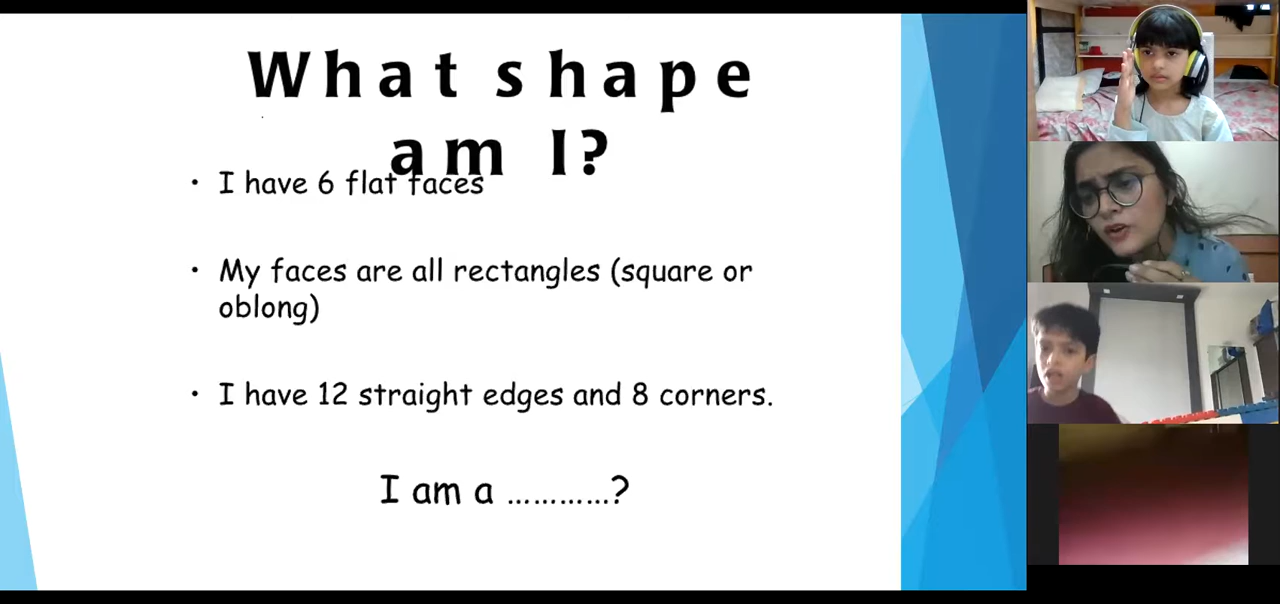 What shape
am I?
• I have 6 flat faces
• My faces are all rectangles (square or
oblong)
• I have 12 straight edges and 8 corners.
I am a …………?